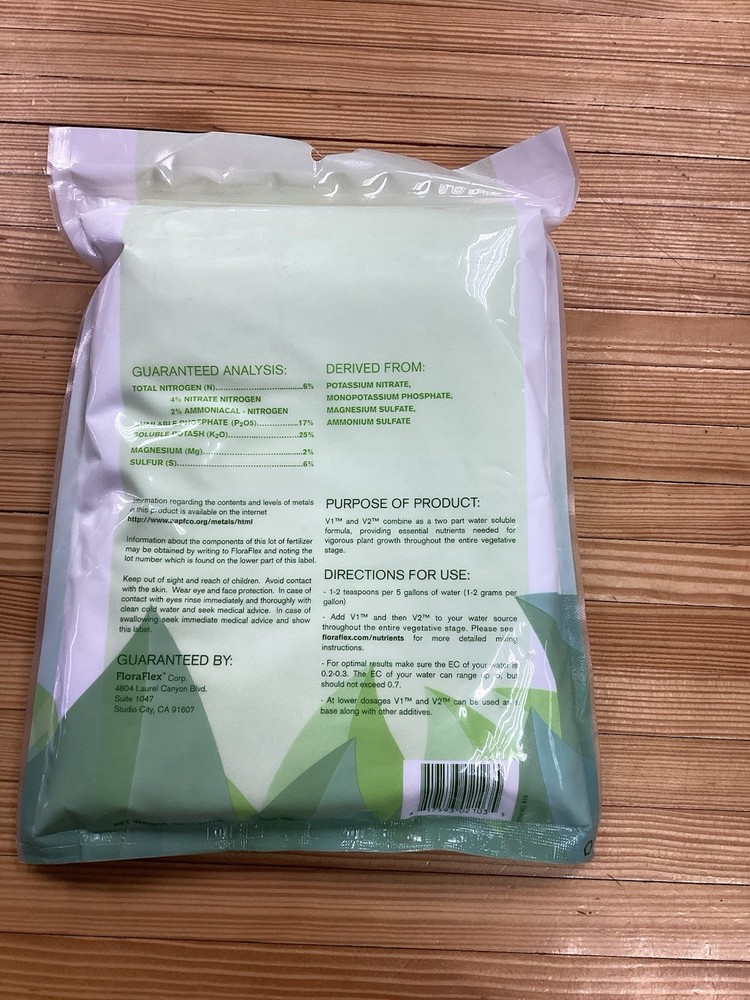 GUARANTEED ANALYSIS:
TOTAL NITROGEN (N)..............................6%
4% NITRATE NITROGEN
2% AMMONIACAL - NITROGEN
AVAILABLE PHOSPHATE (P2O5)..................17%
SOLUBLE POTASH (K2O)............................25%
MAGNESIUM (Mg)....................................2%
SULFUR (S)............................................6%
DERIVED FROM:
POTASSIUM NITRATE,
MONOPOTASSIUM PHOSPHATE,
MAGNESIUM SULFATE,
AMMONIUM SULFATE
Information regarding the contents and levels of metals
in this product is available on the internet
http://www.aapfco.org/metals/html
Information about the components of this lot of fertilizer
may be obtained by writing to FloraFlex and noting the
lot number which is found on the lower part of this label.
Keep out of sight and reach of children. Avoid contact
with the skin. Wear eye and face protection. In case of
contact with eyes rinse immediately and thoroughly with
clean cold water and seek medical advice. In case of
swallowing seek immediate medical advice and show
this label.
GUARANTEED BY:
FloraFlex® Corp.
4804 Laurel Canyon Blvd.
Suite 1047
Studio City, CA 91607
PURPOSE OF PRODUCT:
V1™ and V2™ combine as a two part water soluble
formula, providing essential nutrients needed for
vigorous plant growth throughout the entire vegetative
stage.
DIRECTIONS FOR USE:
- 1-2 teaspoons per 5 gallons of water (1-2 grams per
gallon)
- Add V1™ and then V2™ to your water source
throughout the entire vegetative stage. Please see
floraflex.com/nutrients for more detailed mixing
instructions.
- For optimal results make sure the EC of your water is
0.2-0.3. The EC of your water can range up to, but
should not exceed 0.7.
- At lower dosages V1™ and V2™ can be used as a
base along with other additives.
NET WEIGHT: